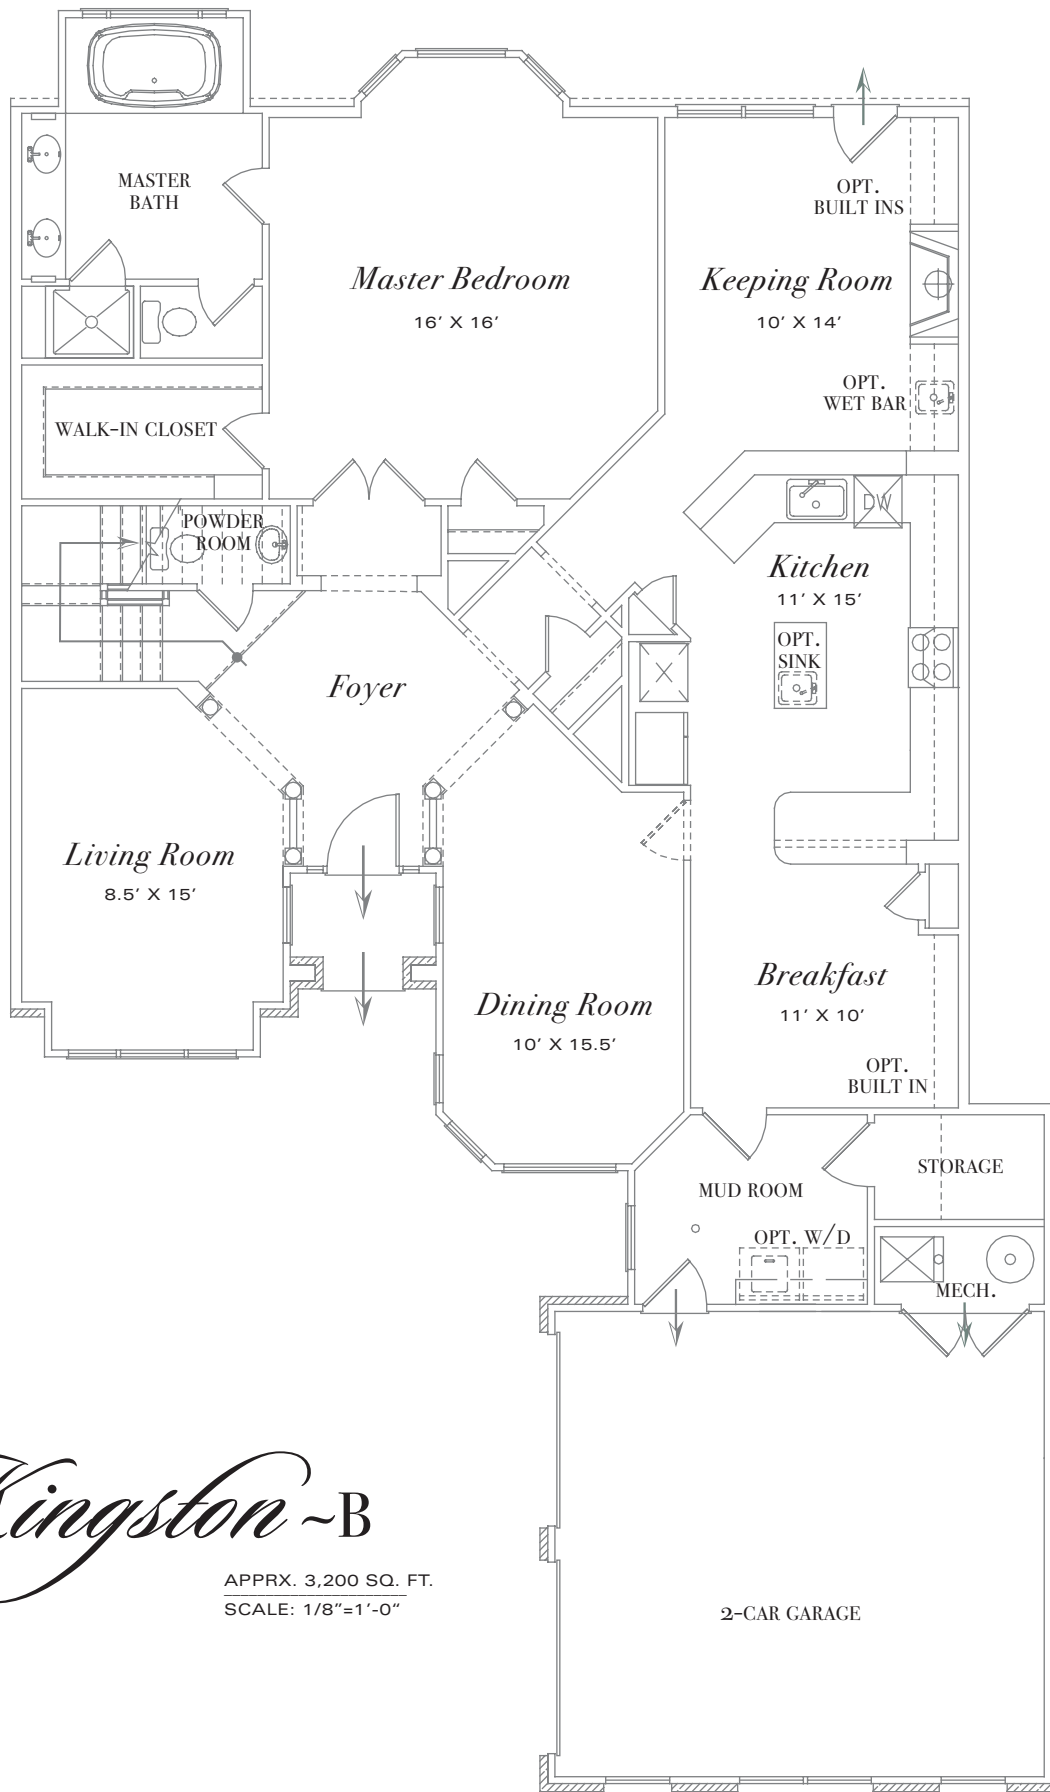 MASTER
BATH
OPT.
BUILT INS
Master Bedroom
16' X 16'
Keeping Room
10' X 14'
OPT.
WET BAR
WALK-IN CLOSET
DW
POWDER
ROOM
Kitchen
11' X 15'
OPT.
SINK
Foyer
Living Room
8.5' X 15'
Breakfast
11' X 10'
Dining Room
10' X 15.5'
OPT.
BUILT IN
STORAGE
MUD ROOM
OPT. W/D
MECH.
Kingston ~B
APPRX. 3,200 SQ. FT.
SCALE: 1/8"=1'-0"
2-CAR GARAGE